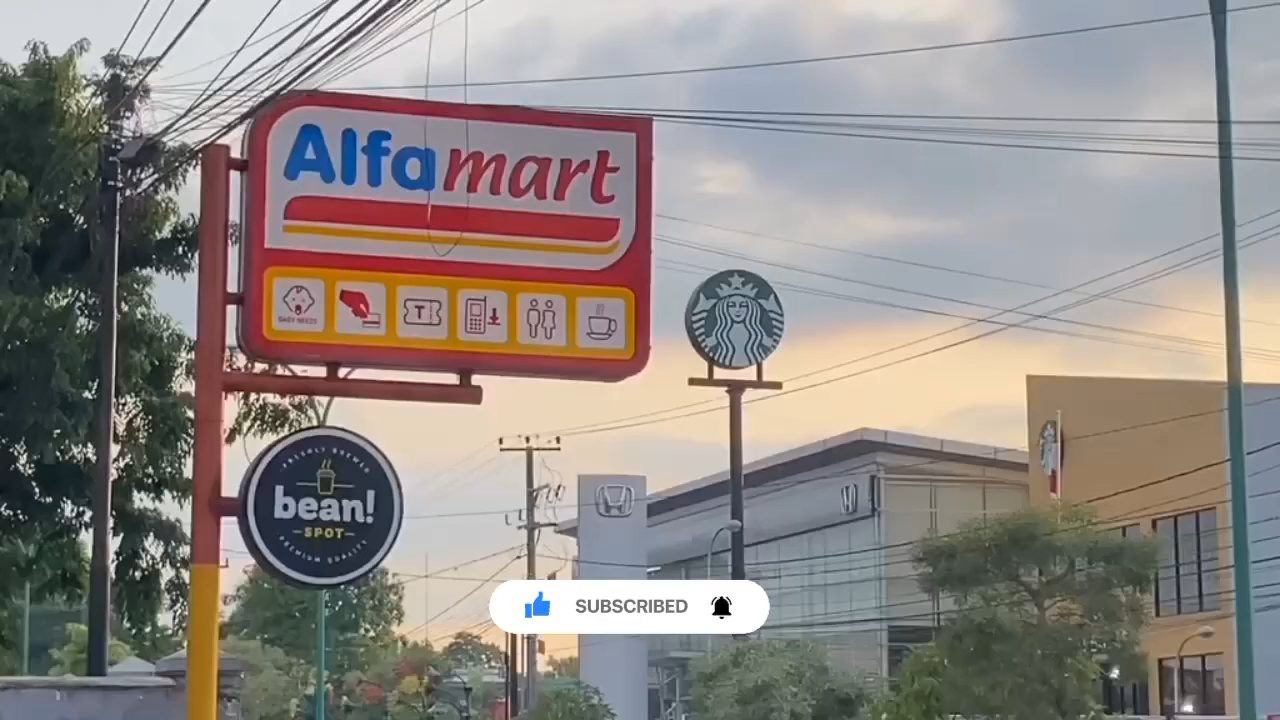 Alfamart
BABY NEEDS
T
FRESHLY BREWED
bean!
SPOT
PREMIUM QUALITY
SUBSCRIBED